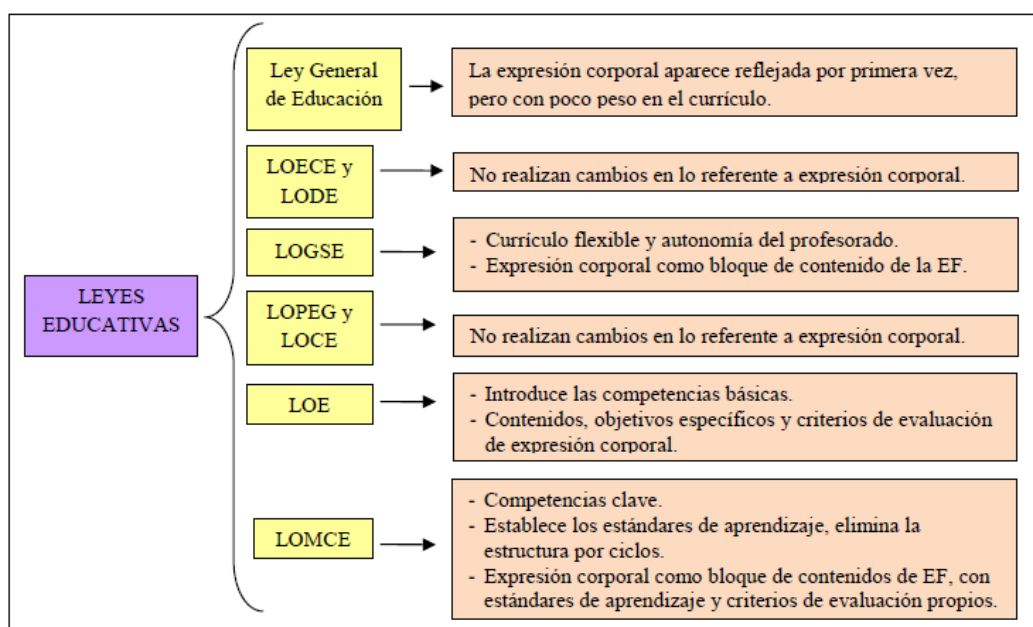 LEYES
EDUCATIVAS
Ley General
de Educación
La expresión corporal aparece reflejada por primera vez,
pero con poco peso en el currículo.
LOECE y
LODE
No realizan cambios en lo referente a expresión corporal.
LOGSE
- Currículo flexible y autonomía del profesorado.
- Expresión corporal como bloque de contenido de la EF.
LOPEG y
LOCE
No realizan cambios en lo referente a expresión corporal.
LOE
- Introduce las competencias básicas.
- Contenidos, objetivos específicos y criterios de evaluación
de expresión corporal.
LOMCE
- Competencias clave.
- Establece los estándares de aprendizaje, elimina la
estructura por ciclos.
- Expresión corporal como bloque de contenidos de EF, con
estándares de aprendizaje y criterios de evaluación propios.